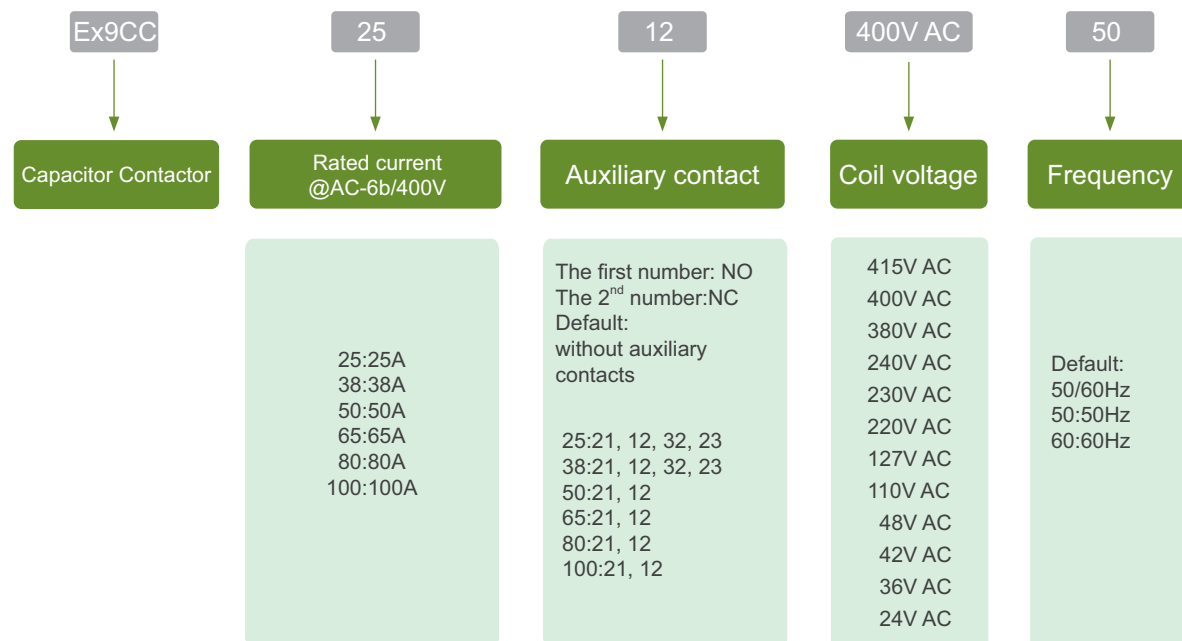 Ex9CC
25
12
400V AC
50
Capacitor Contactor
Rated current
@AC-6b/400V
Auxiliary contact
Coil voltage
Frequency
25:25A
38:38A
50:50A
65:65A
80:80A
100:100A
The first number: NO
The 2nd number:NC
Default:
without auxiliary
contacts
25:21, 12, 32, 23
38:21, 12, 32, 23
50:21, 12
65:21, 12
80:21, 12
100:21, 12
415V AC
400V AC
380V AC
240V AC
230V AC
220V AC
127V AC
110V AC
48V AC
42V AC
36V AC
24V AC
Default:
50/60Hz
50:50Hz
60:60Hz